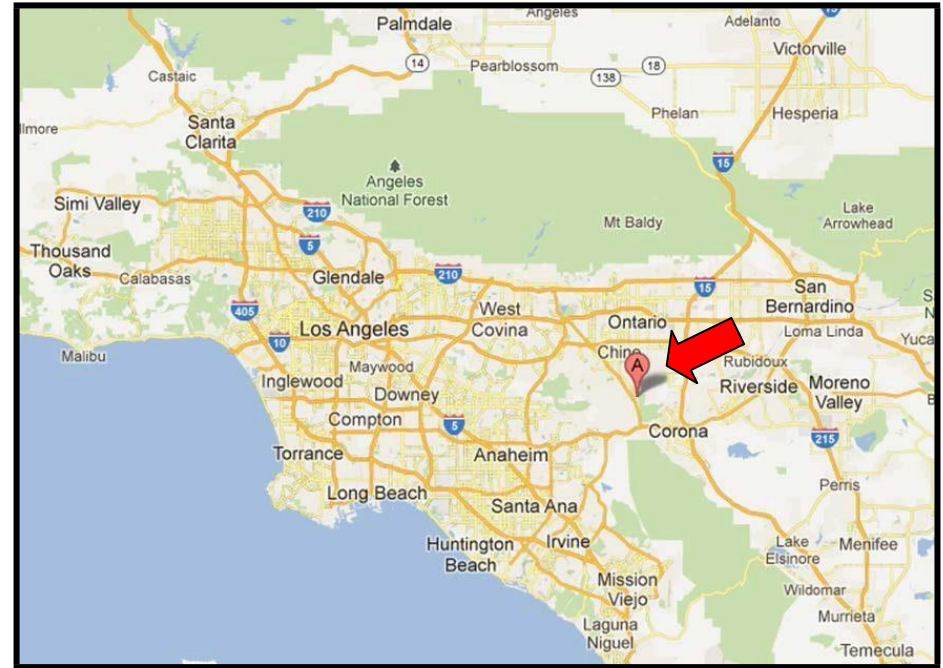 Palmdale
Angeles
Adelanto
15
Victorville
14
Pearblossom
138
18
Castaic
Phelan
Hesperia
Santa
Clarita
15
Angeles
National Forest
Simi Valley
210
Mt Baldy
Lake
Arrowhead
Thousand
Oaks
5
Calabasas
Glendale
210
15
San
Bernardino
405
West
Covina
Ontario
Los Angeles
Loma Linda
10
Malibu
Maywood
A
Rubidoux
Inglewood
Riverside
Moreno
Valley
Downey
Compton
5
Corona
215
Torrance
Anaheim
Long Beach
Perris
Santa Ana
Huntington
Beach
Irvine
Lake
Elsinore
Menifee
Mission
Viejo
Wildomar
Laguna
Niguel
Murrieta
Temecula